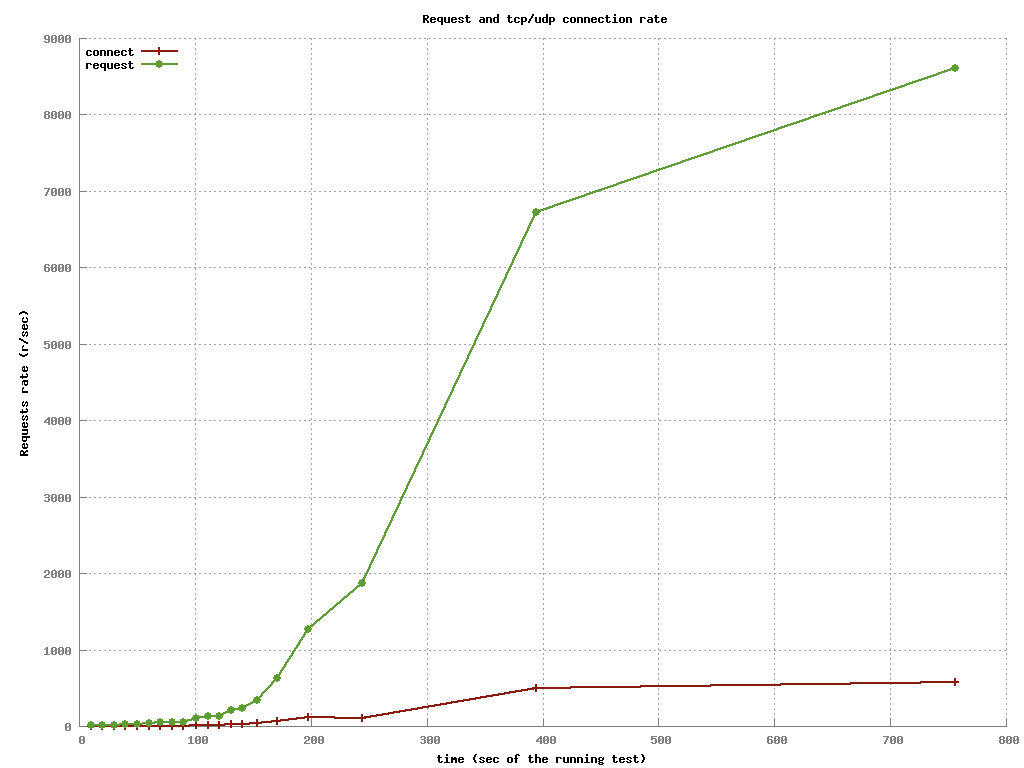 Request and tcp/udp connection rate
connect
request
9000
8000
7000
6000
5000
4000
3000
2000
1000
0
Requests rate (r/sec)
0 100 200 300 400 500 600 700 800
time (sec of the running test)